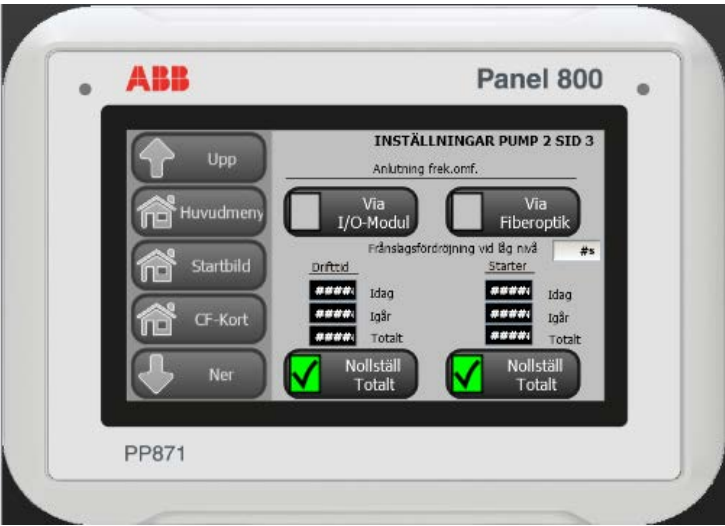 ABB
Panel 800
INSTÄLLNINGAR PUMP 2 SID 3
Anlutning frek.omf.
Upp
Huvudmeny
Startbild
CF-Kort
Ner
Via
I/O-Modul
Via
Fiberoptik
Frånslagsfördröjning vid låg nivå
#s
Drifttid
Starter
##### Idag
##### Idag
##### Igår
##### Igår
##### Totalt
##### Totalt
Nollställ
Totalt
Nollställ
Totalt
PP871